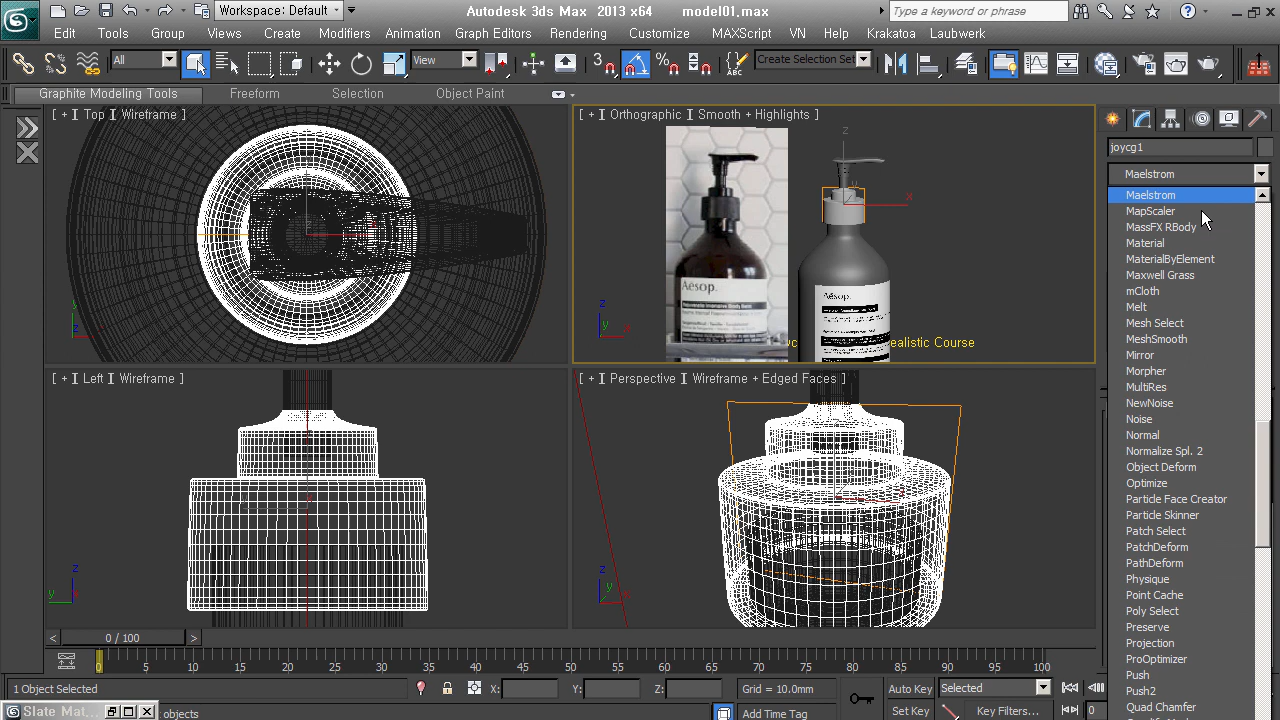 Workspace: Default
Autodesk 3ds Max 2013 x64 model01.max
Type a keyword or phrase
Edit Tools Group Views Create Modifiers Animation Graph Editors Rendering Customize MAXScript VN Help Krakatoa Laubwerk
All
View
3
Create Selection Set
Graphite Modeling Tools Freeform Selection Object Paint
[ + ] Top ] Wireframe ]
[ + ] Orthographic ] Smooth + Highlights ]
joycg1
Maelstrom
Maelstrom
MapScaler
MassFX RBody
Material
MaterialByElement
Maxwell Grass
mCloth
Melt
Mesh Select
MeshSmooth
Mirror
Morpher
MultiRes
NewNoise
Noise
Normal
Normalize Spl. 2
Object Deform
Optimize
Particle Face Creator
Particle Skinner
Patch Select
PatchDeform
PathDeform
Physique
Point Cache
Poly Select
Preserve
Projection
ProOptimizer
Push
Push2
Quad Chamfer
z
x
Aesop.
Aesop.
ealistic Course
z
y
x
[ + ] Left ] Wireframe ]
[ + ] Perspective ] Wireframe + Edged Faces ]
z
y
z
y
< 0 / 100 >
0 5 10 15 20 25 30 35 40 45 50 55 60 65 70 75 80 85 90 95 100
1 Object Selected
X:
Y:
Z:
Grid = 10.0mm
Auto Key
Selected
Slate Mat...
objects
Add Time Tag
Set Key
Key Filters...
0